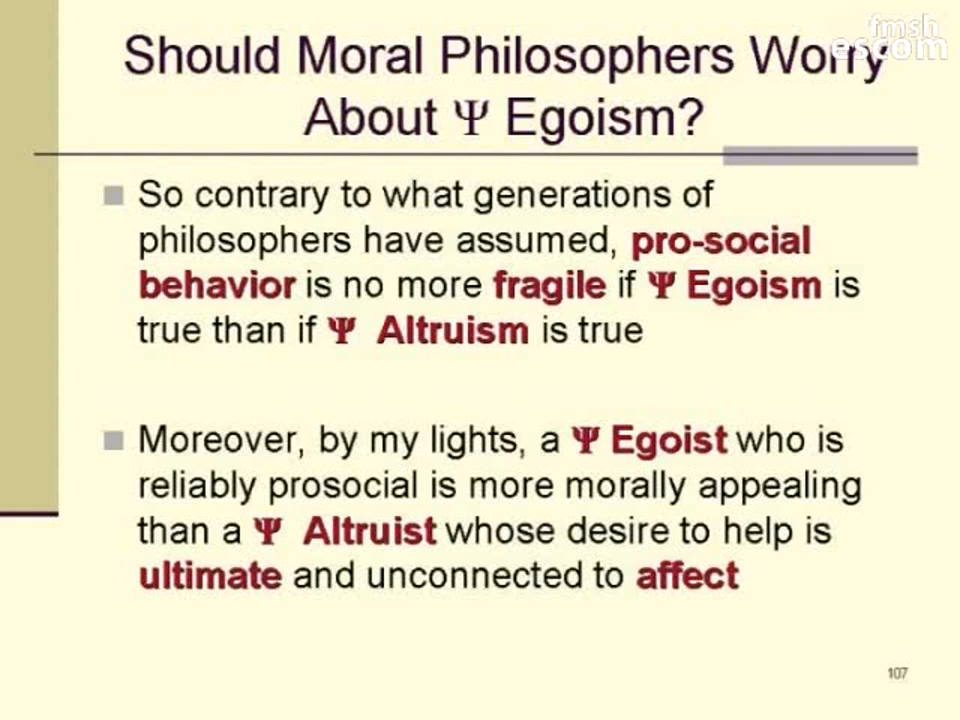 fmsh
escom
Should Moral Philosophers Worry
About Ψ Egoism?
So contrary to what generations of
philosophers have assumed, pro-social
behavior is no more fragile if Ψ Egoism is
true than if Ψ Altruism is true
Moreover, by my lights, a Ψ Egoist who is
reliably prosocial is more morally appealing
than a Ψ Altruist whose desire to help is
ultimate and unconnected to affect
107